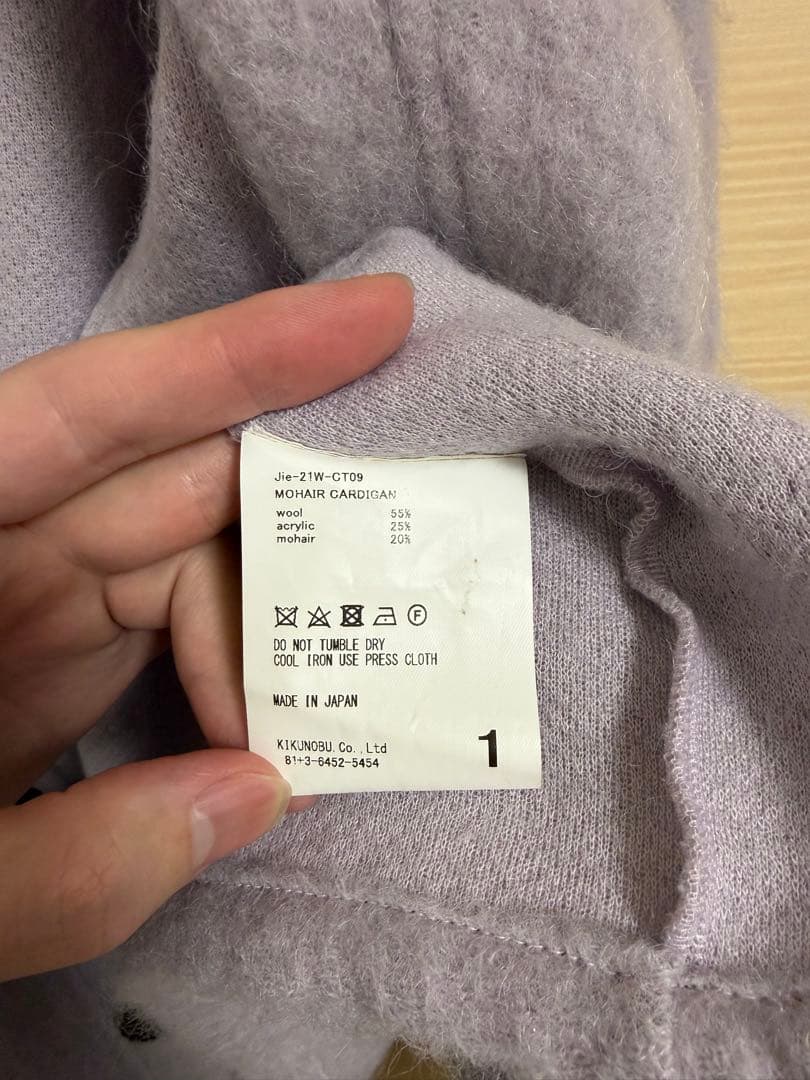 Jie-21W-CT09
MOHAIR CARDIGAN
wool 55%
acrylic 25%
mohair 20%
F
DO NOT TUMBLE DRY
COOL IRON USE PRESS CLOTH
MADE IN JAPAN
KIKUNOBU.Co.,Ltd
81+3-6452-5454
1